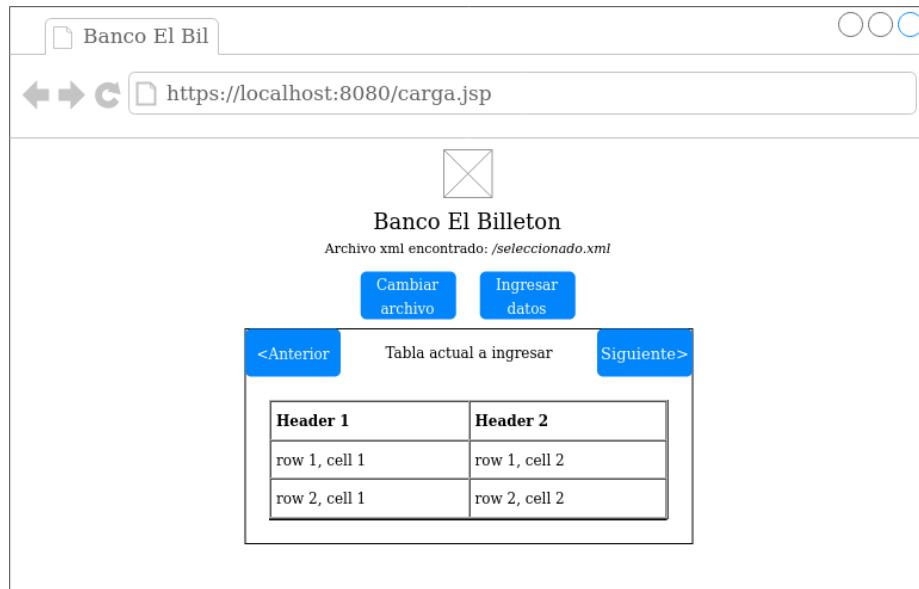 Banco El Bil
https://localhost:8080/carga.jsp
Banco El Billeton
Archivo xml encontrado: /seleccionado.xml
Cambiar
archivo
Ingresar
datos
<Anterior
Tabla actual a ingresar
Siguiente>
Header 1 Header 2
row 1, cell 1 row 1, cell 2
row 2, cell 1 row 2, cell 2